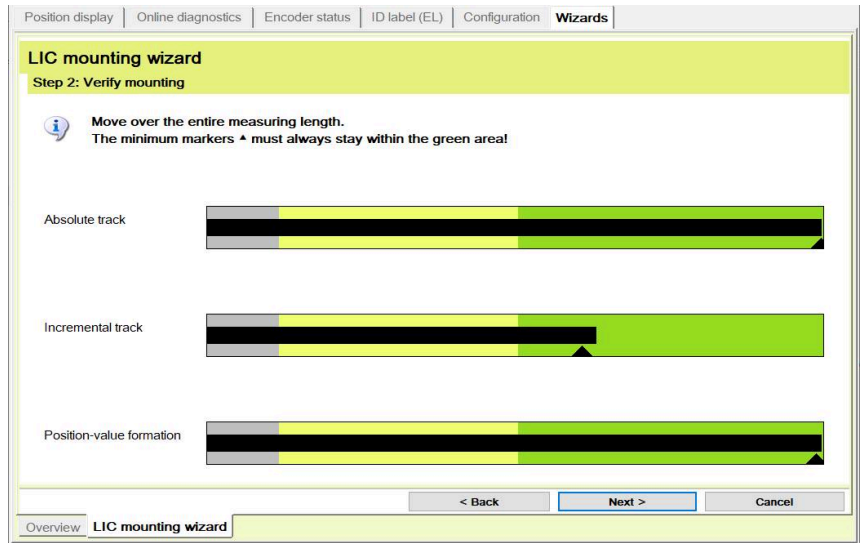 Position display Online diagnostics Encoder status ID label (EL) Configuration Wizards
LIC mounting wizard
Step 2: Verify mounting
Move over the entire measuring length.
The minimum markers ▲ must always stay within the green area!
Absolute track
Incremental track
Position-value formation
< Back Next > Cancel
Overview LIC mounting wizard